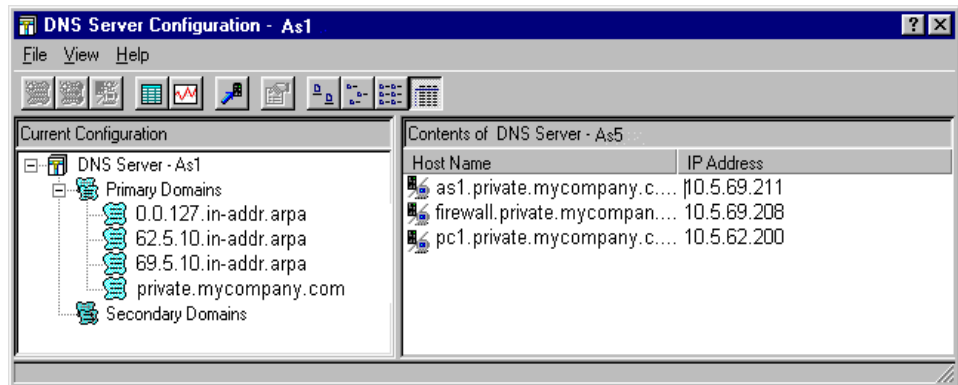 DNS Server Configuration - As1
File View Help
Current Configuration
DNS Server - As1
Primary Domains
0.0.127.in-addr.arpa
62.5.10.in-addr.arpa
69.5.10.in-addr.arpa
private.mycompany.com
Secondary Domains
Contents of DNS Server - As5
Host Name IP Address
as1.private.mycompany.c.... 10.5.69.211
firewall.private.mycompan.... 10.5.69.208
pc1.private.mycompany.c.... 10.5.62.200